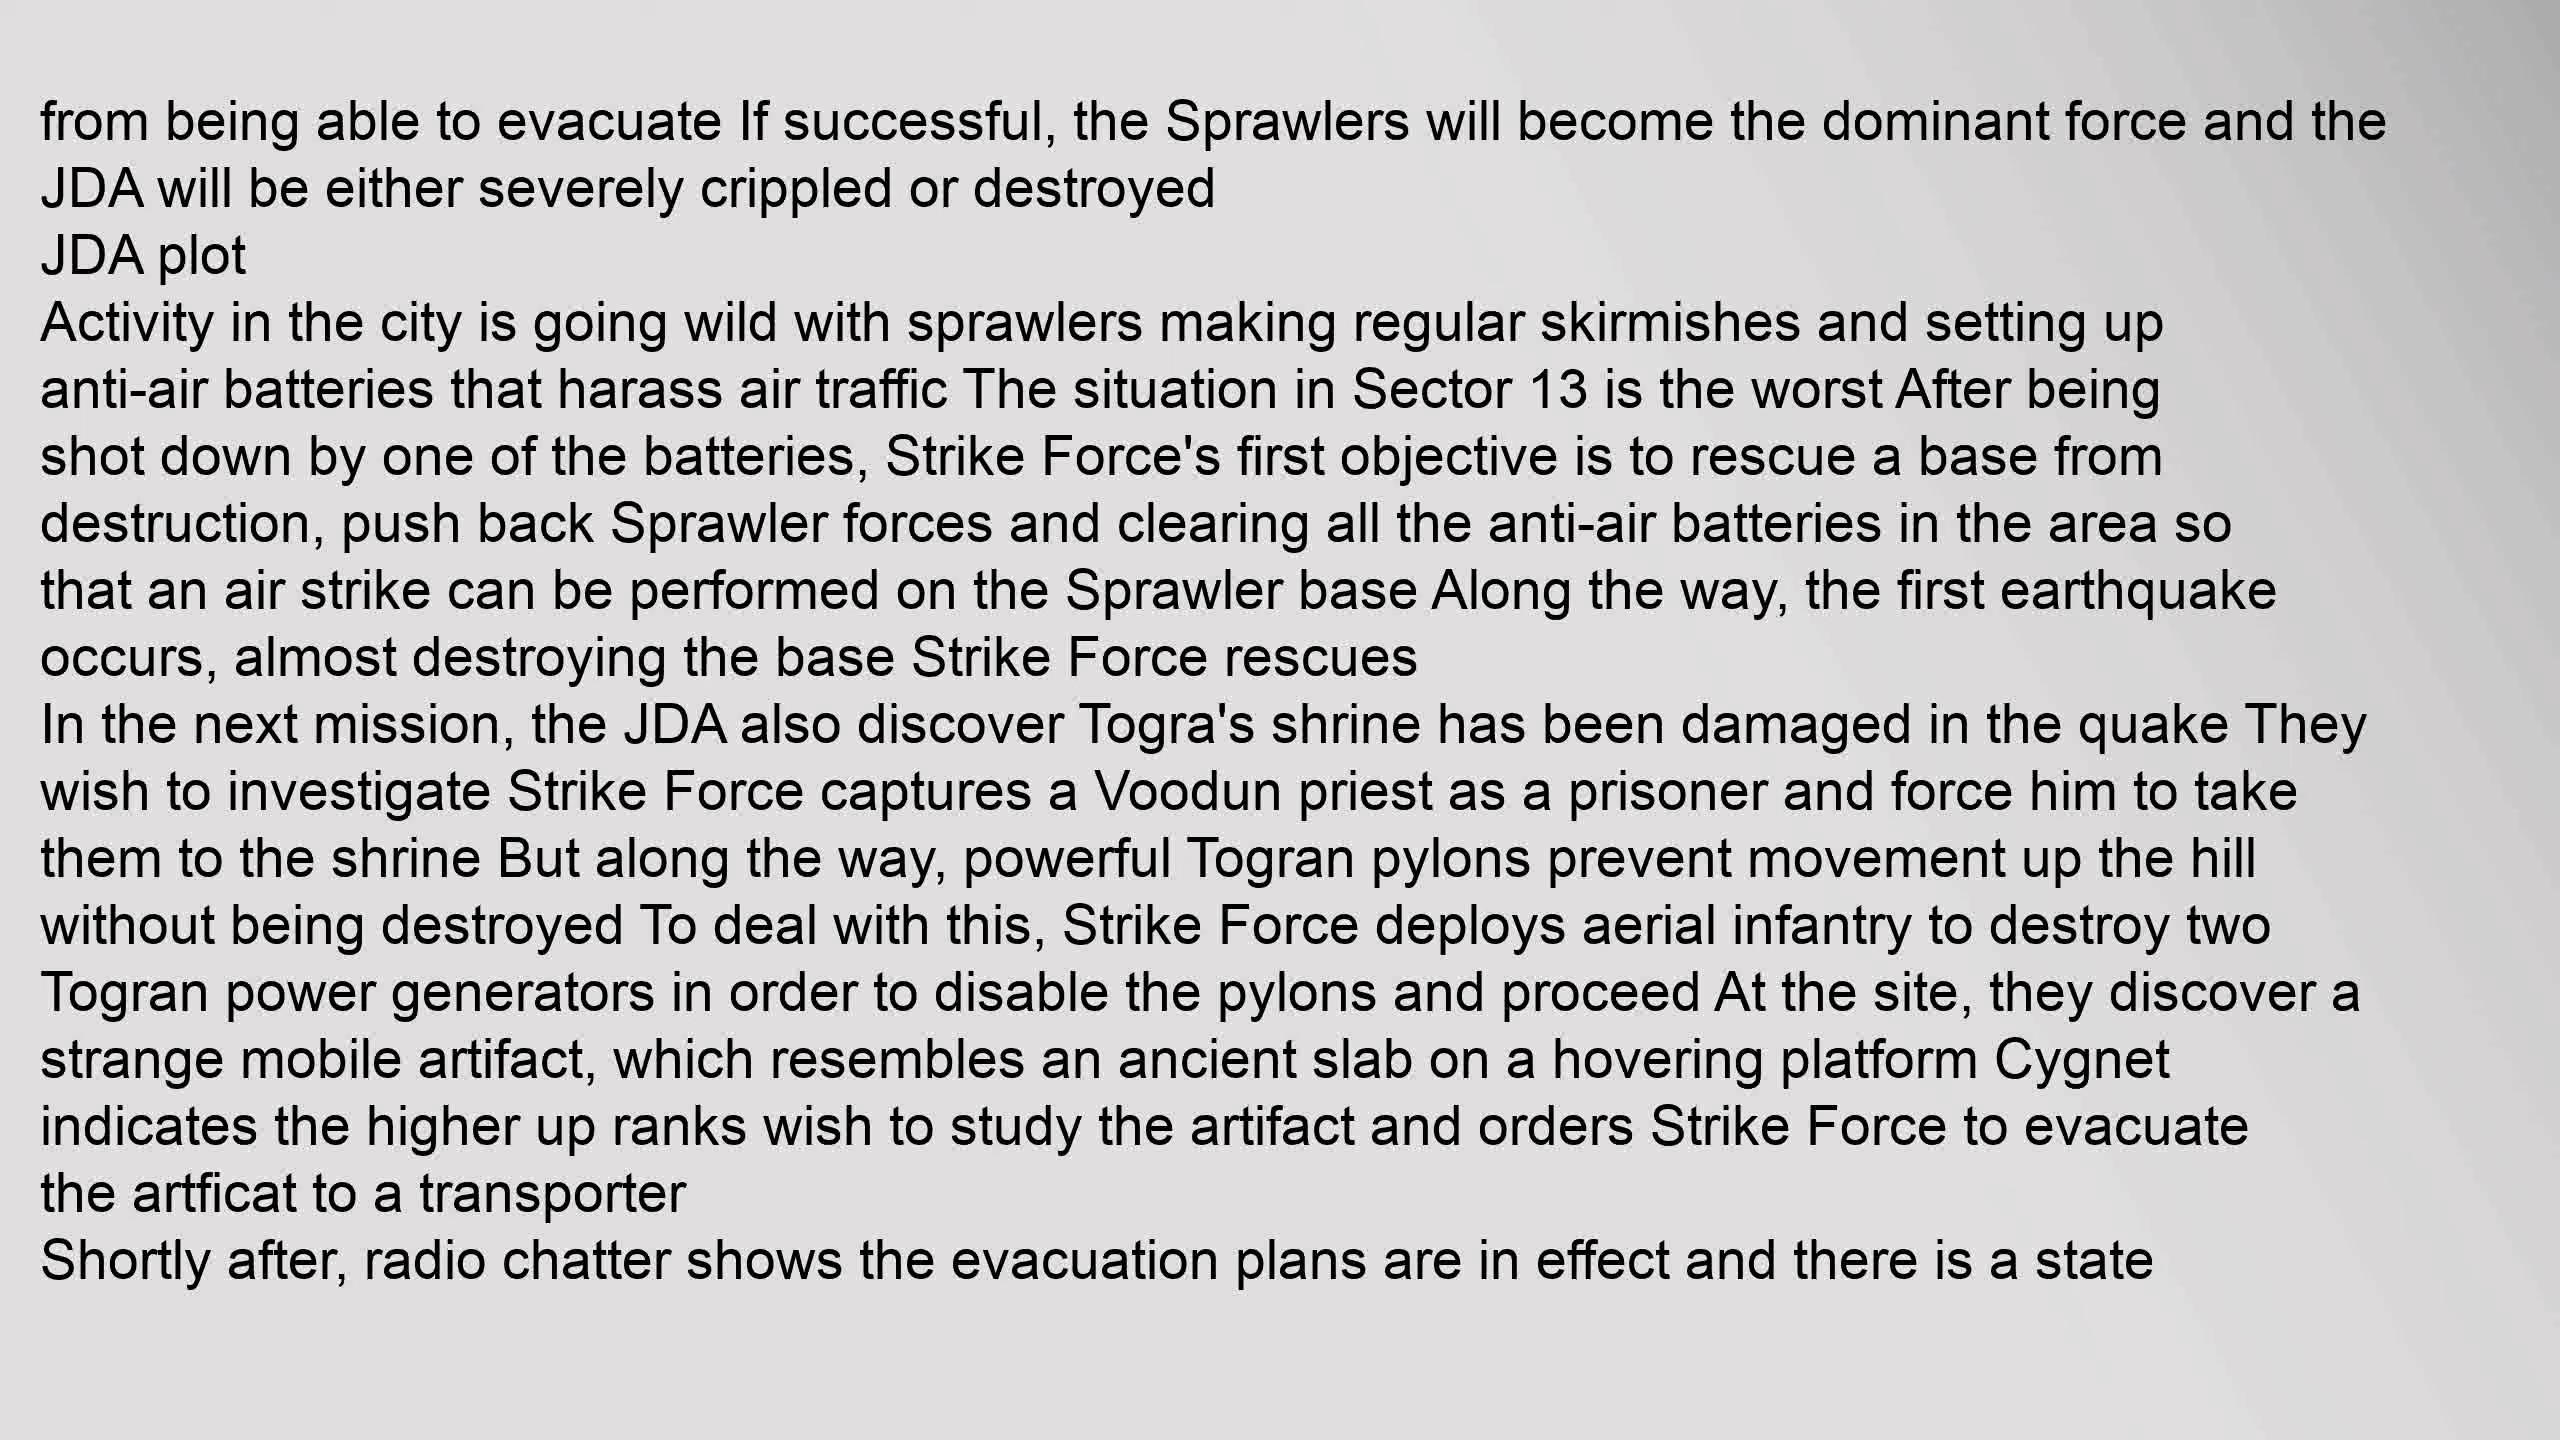 from being able to evacuate If successful, the Sprawlers will become the dominant force and the
JDA will be either severely crippled or destroyed
JDA plot
Activity in the city is going wild with sprawlers making regular skirmishes and setting up
anti-air batteries that harass air traffic The situation in Sector 13 is the worst After being
shot down by one of the batteries, Strike Force's first objective is to rescue a base from
destruction, push back Sprawler forces and clearing all the anti-air batteries in the area so
that an air strike can be performed on the Sprawler base Along the way, the first earthquake
occurs, almost destroying the base Strike Force rescues
In the next mission, the JDA also discover Togra's shrine has been damaged in the quake They
wish to investigate Strike Force captures a Voodun priest as a prisoner and force him to take
them to the shrine But along the way, powerful Togran pylons prevent movement up the hill
without being destroyed To deal with this, Strike Force deploys aerial infantry to destroy two
Togran power generators in order to disable the pylons and proceed At the site, they discover a
strange mobile artifact, which resembles an ancient slab on a hovering platform Cygnet
indicates the higher up ranks wish to study the artifact and orders Strike Force to evacuate
the artficat to a transporter
Shortly after, radio chatter shows the evacuation plans are in effect and there is a state